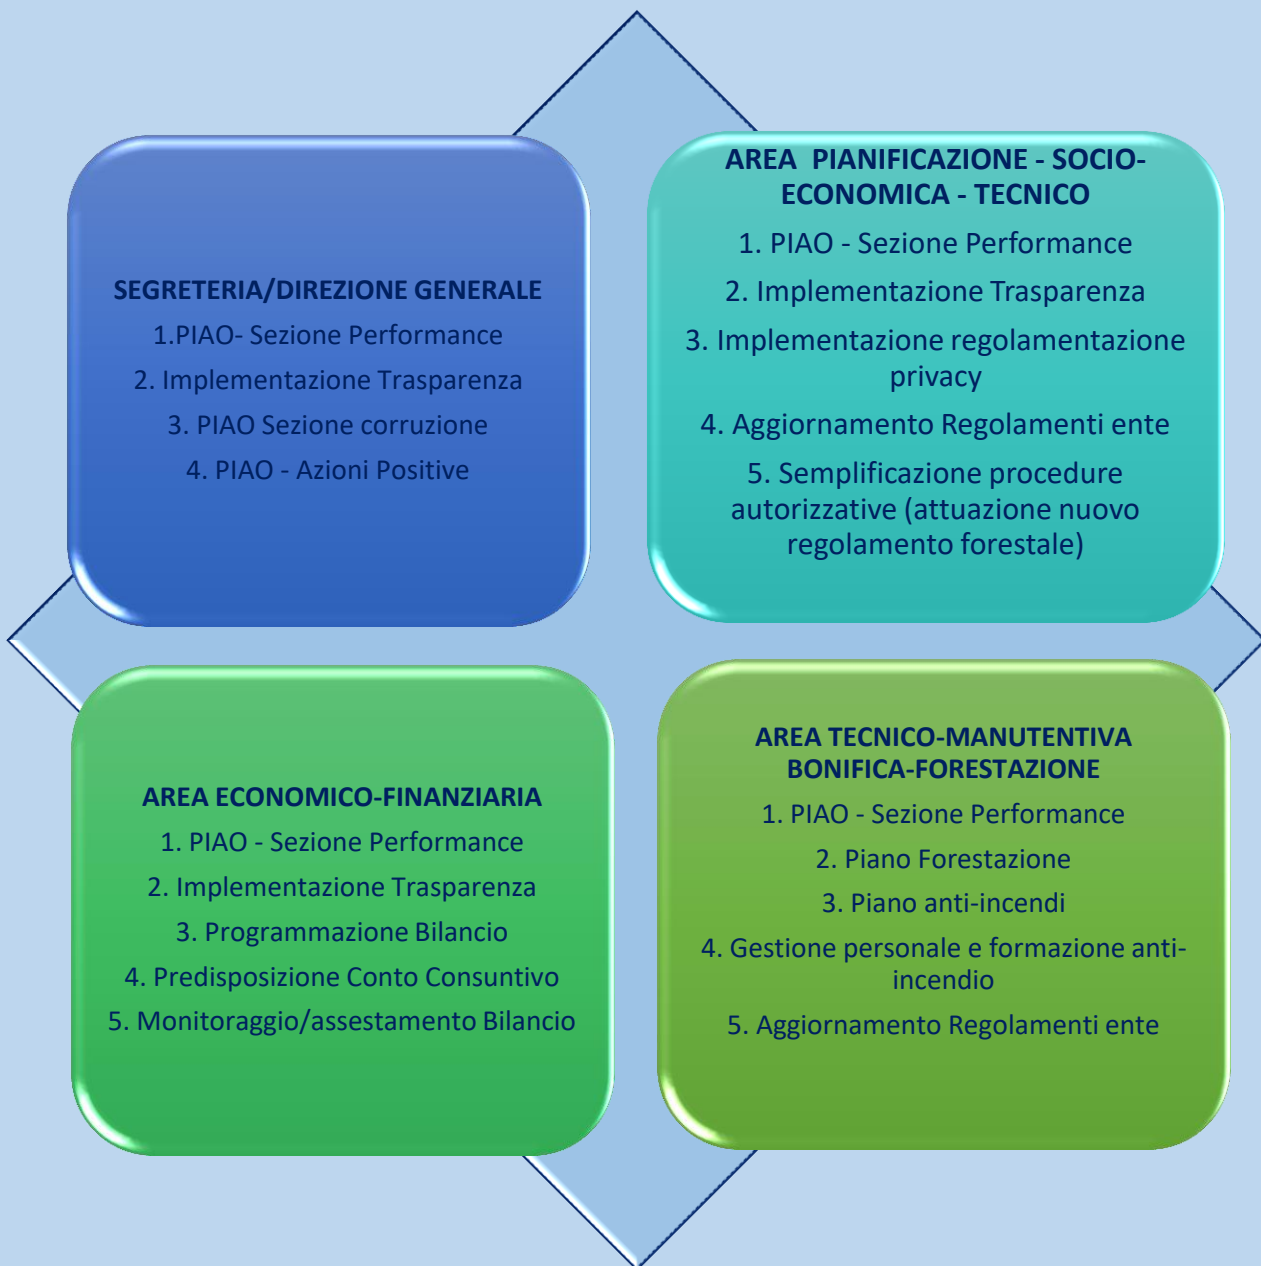 SEGRETERIA/DIREZIONE GENERALE
1.PIAO- Sezione Performance
2. Implementazione Trasparenza
3. PIAO Sezione corruzione
4. PIAO - Azioni Positive
AREA PIANIFICAZIONE - SOCIO-
ECONOMICA - TECNICO
1. PIAO - Sezione Performance
2. Implementazione Trasparenza
3. Implementazione regolamentazione
privacy
4. Aggiornamento Regolamenti ente
5. Semplificazione procedure
autorizzative (attuazione nuovo
regolamento forestale)
AREA ECONOMICO-FINANZIARIA
1. PIAO - Sezione Performance
2. Implementazione Trasparenza
3. Programmazione Bilancio
4. Predisposizione Conto Consuntivo
5. Monitoraggio/assestamento Bilancio
AREA TECNICO-MANUTENTIVA
BONIFICA-FORESTAZIONE
1. PIAO - Sezione Performance
2. Piano Forestazione
3. Piano anti-incendi
4. Gestione personale e formazione anti-
incendio
5. Aggiornamento Regolamenti ente